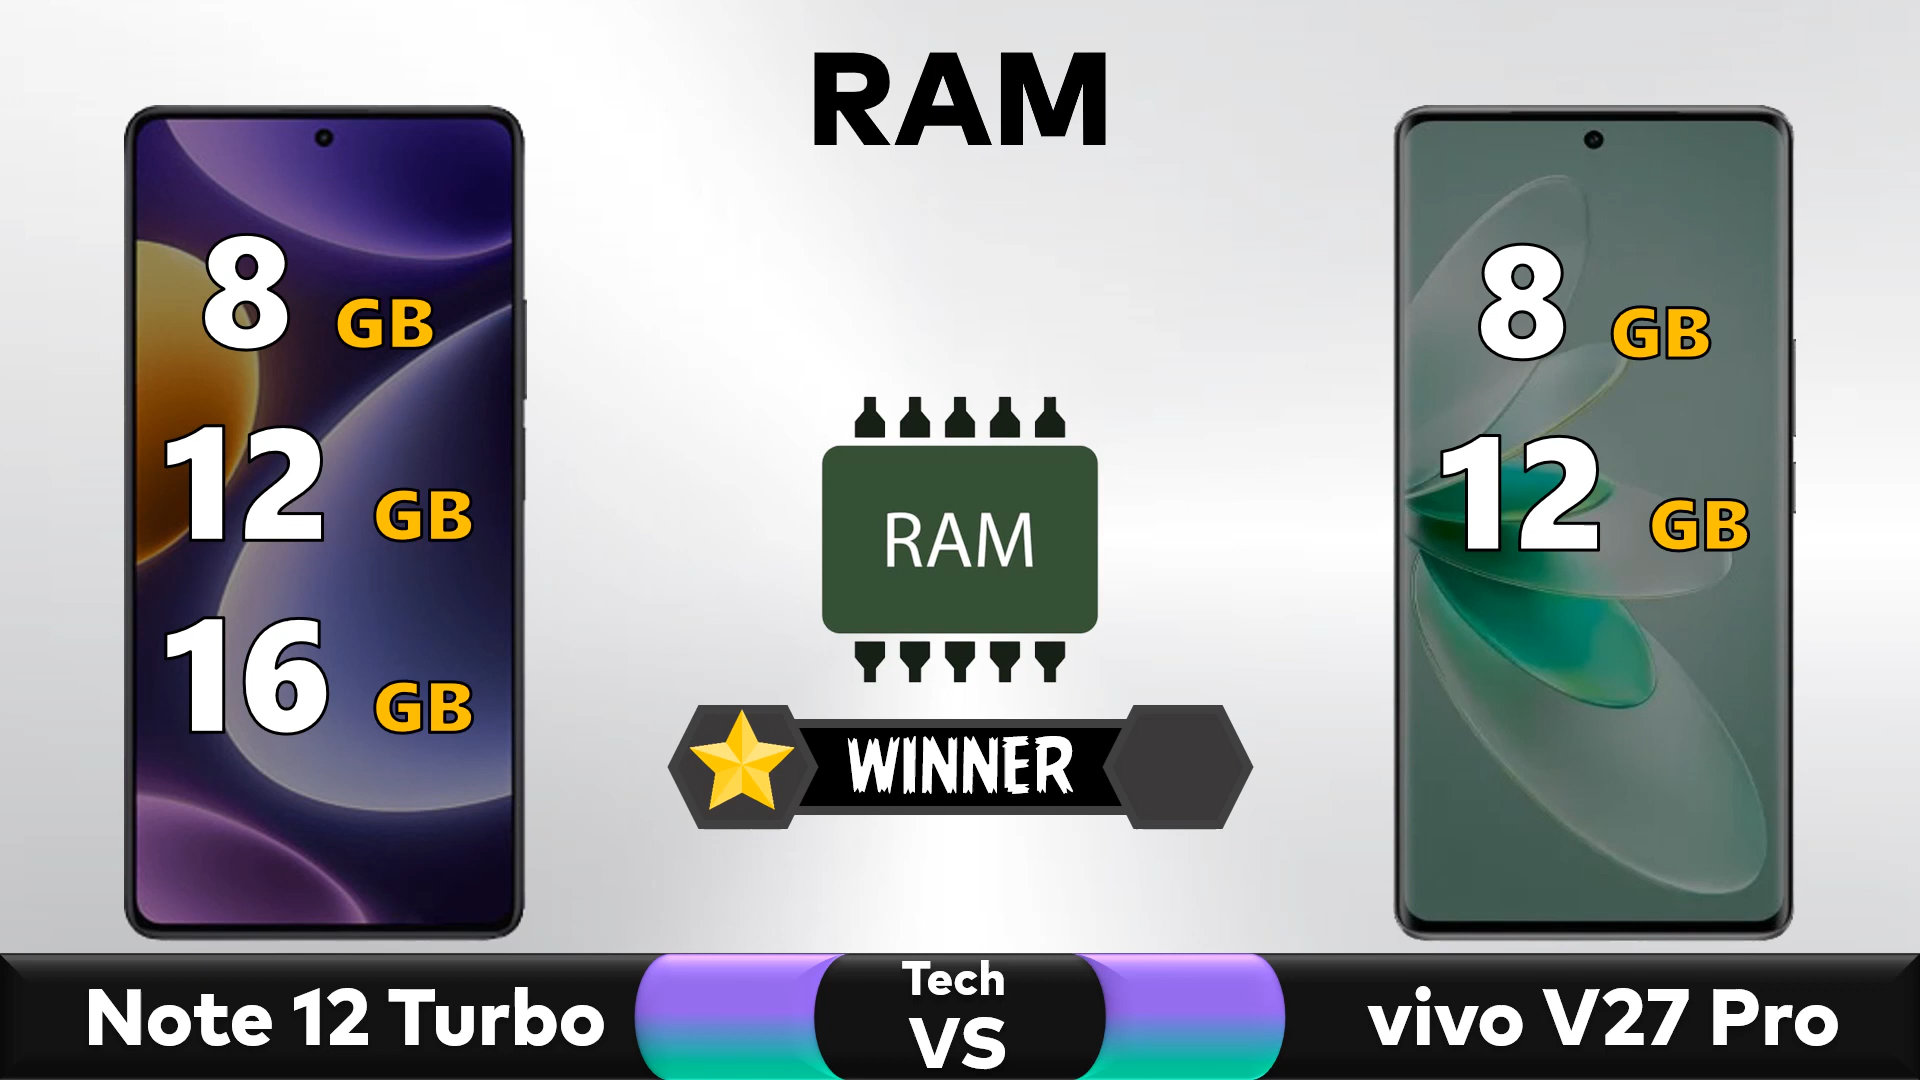 RAM
8 GB
12 GB
16 GB
RAM
WINNER
8 GB
12 GB
Note 12 Turbo
Tech
VS
vivo V27 Pro